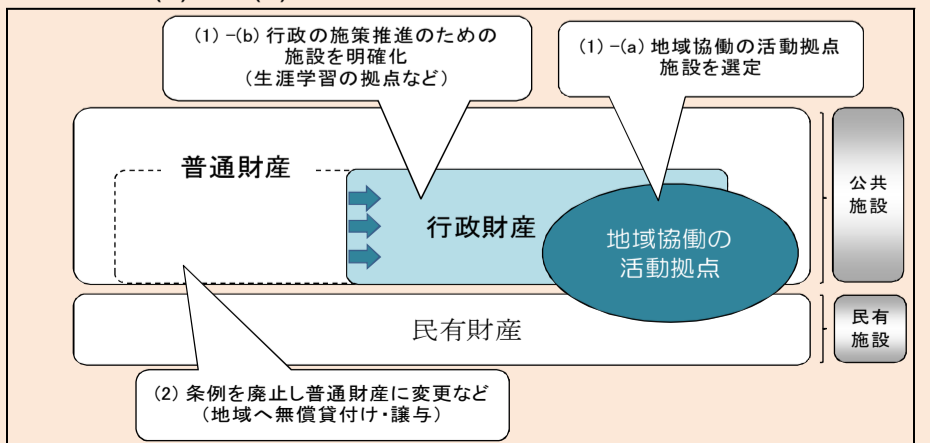 (1) -(b) 行政の施策推進のための
施設を明確化
(生涯学習の拠点など)
(1) -(a) 地域協働の活動拠点
施設を選定
普通財産
行政財産
地域協働の
活動拠点
公共
施設
民有財産
民有
施設
(2) 条例を廃止し普通財産に変更など
(地域へ無償貸付け・譲与)